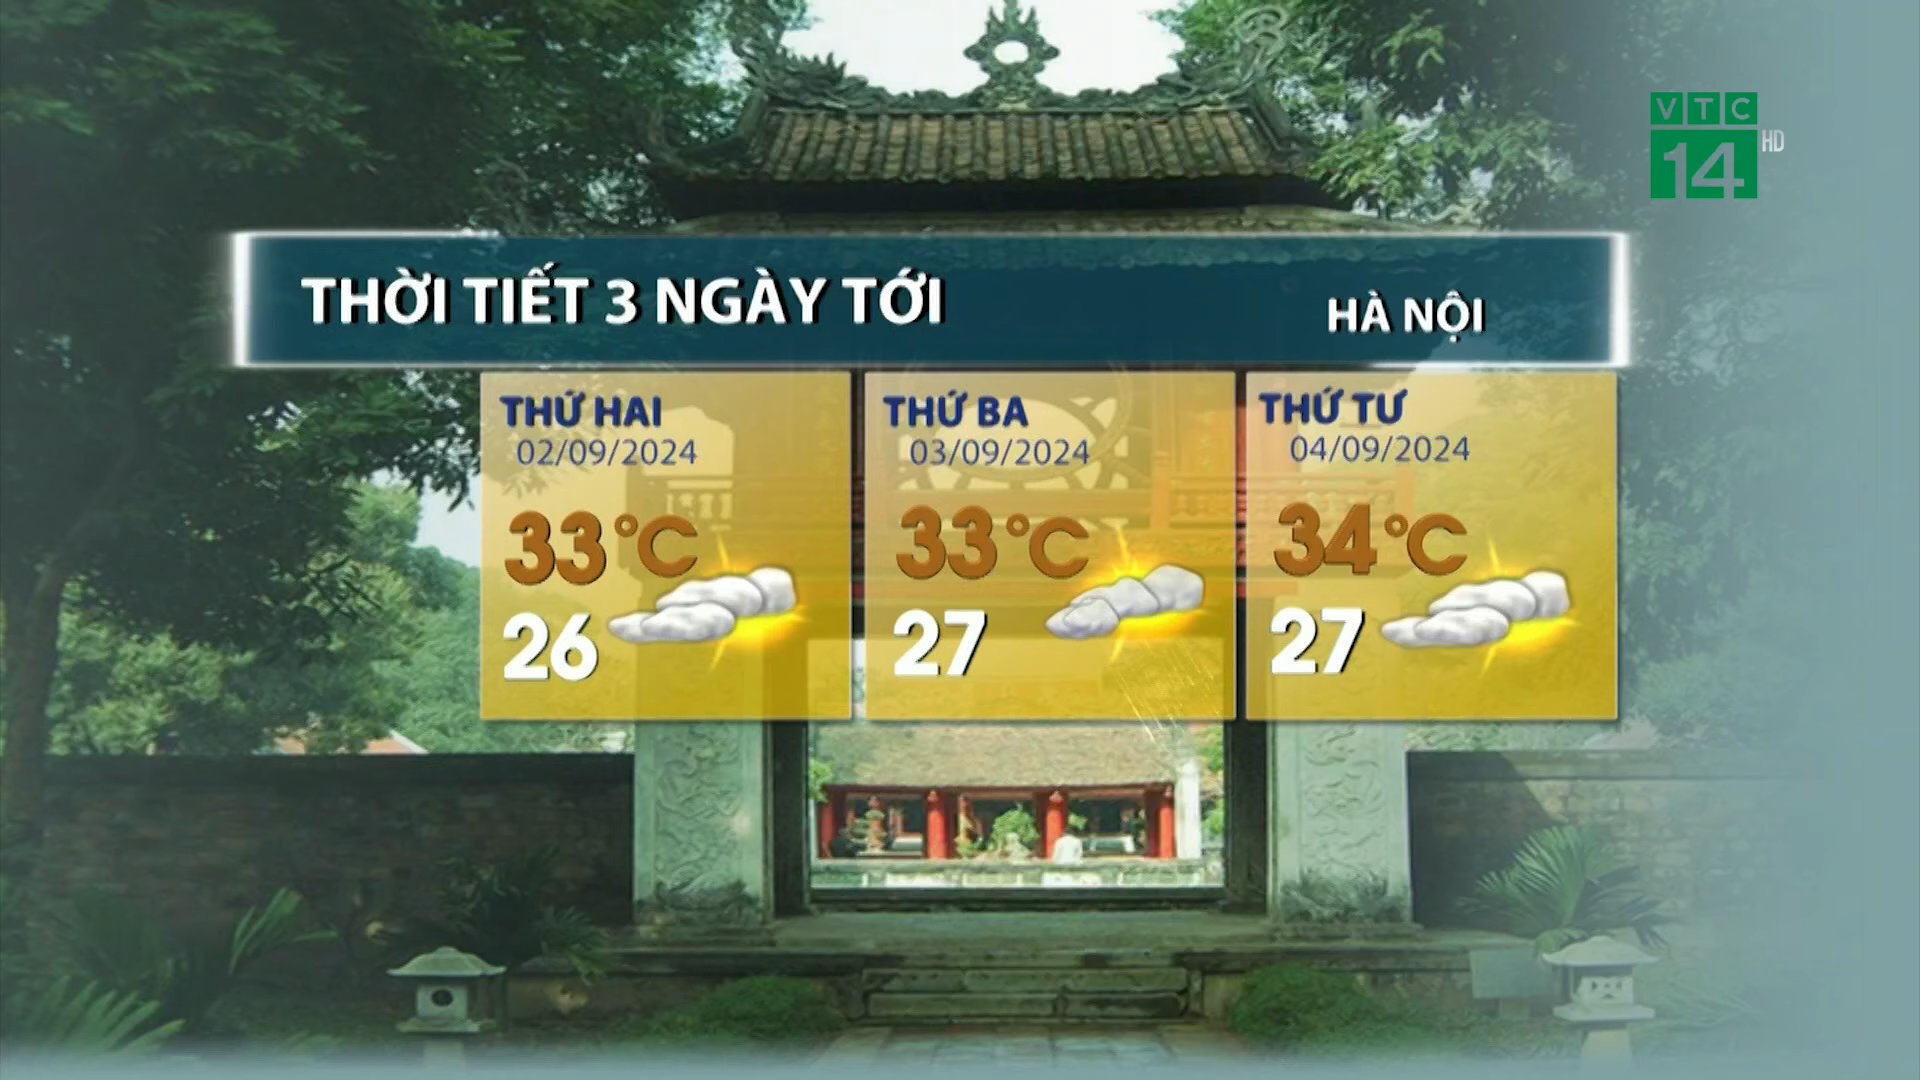 VTC
14 HD
THỜI TIẾT 3 NGÀY TỚI
HÀ NỘI
THỨ HAI
02/09/2024
33°C
26
THỨ BA
03/09/2024
33°C
27
THỨ TƯ
04/09/2024
34°C
27